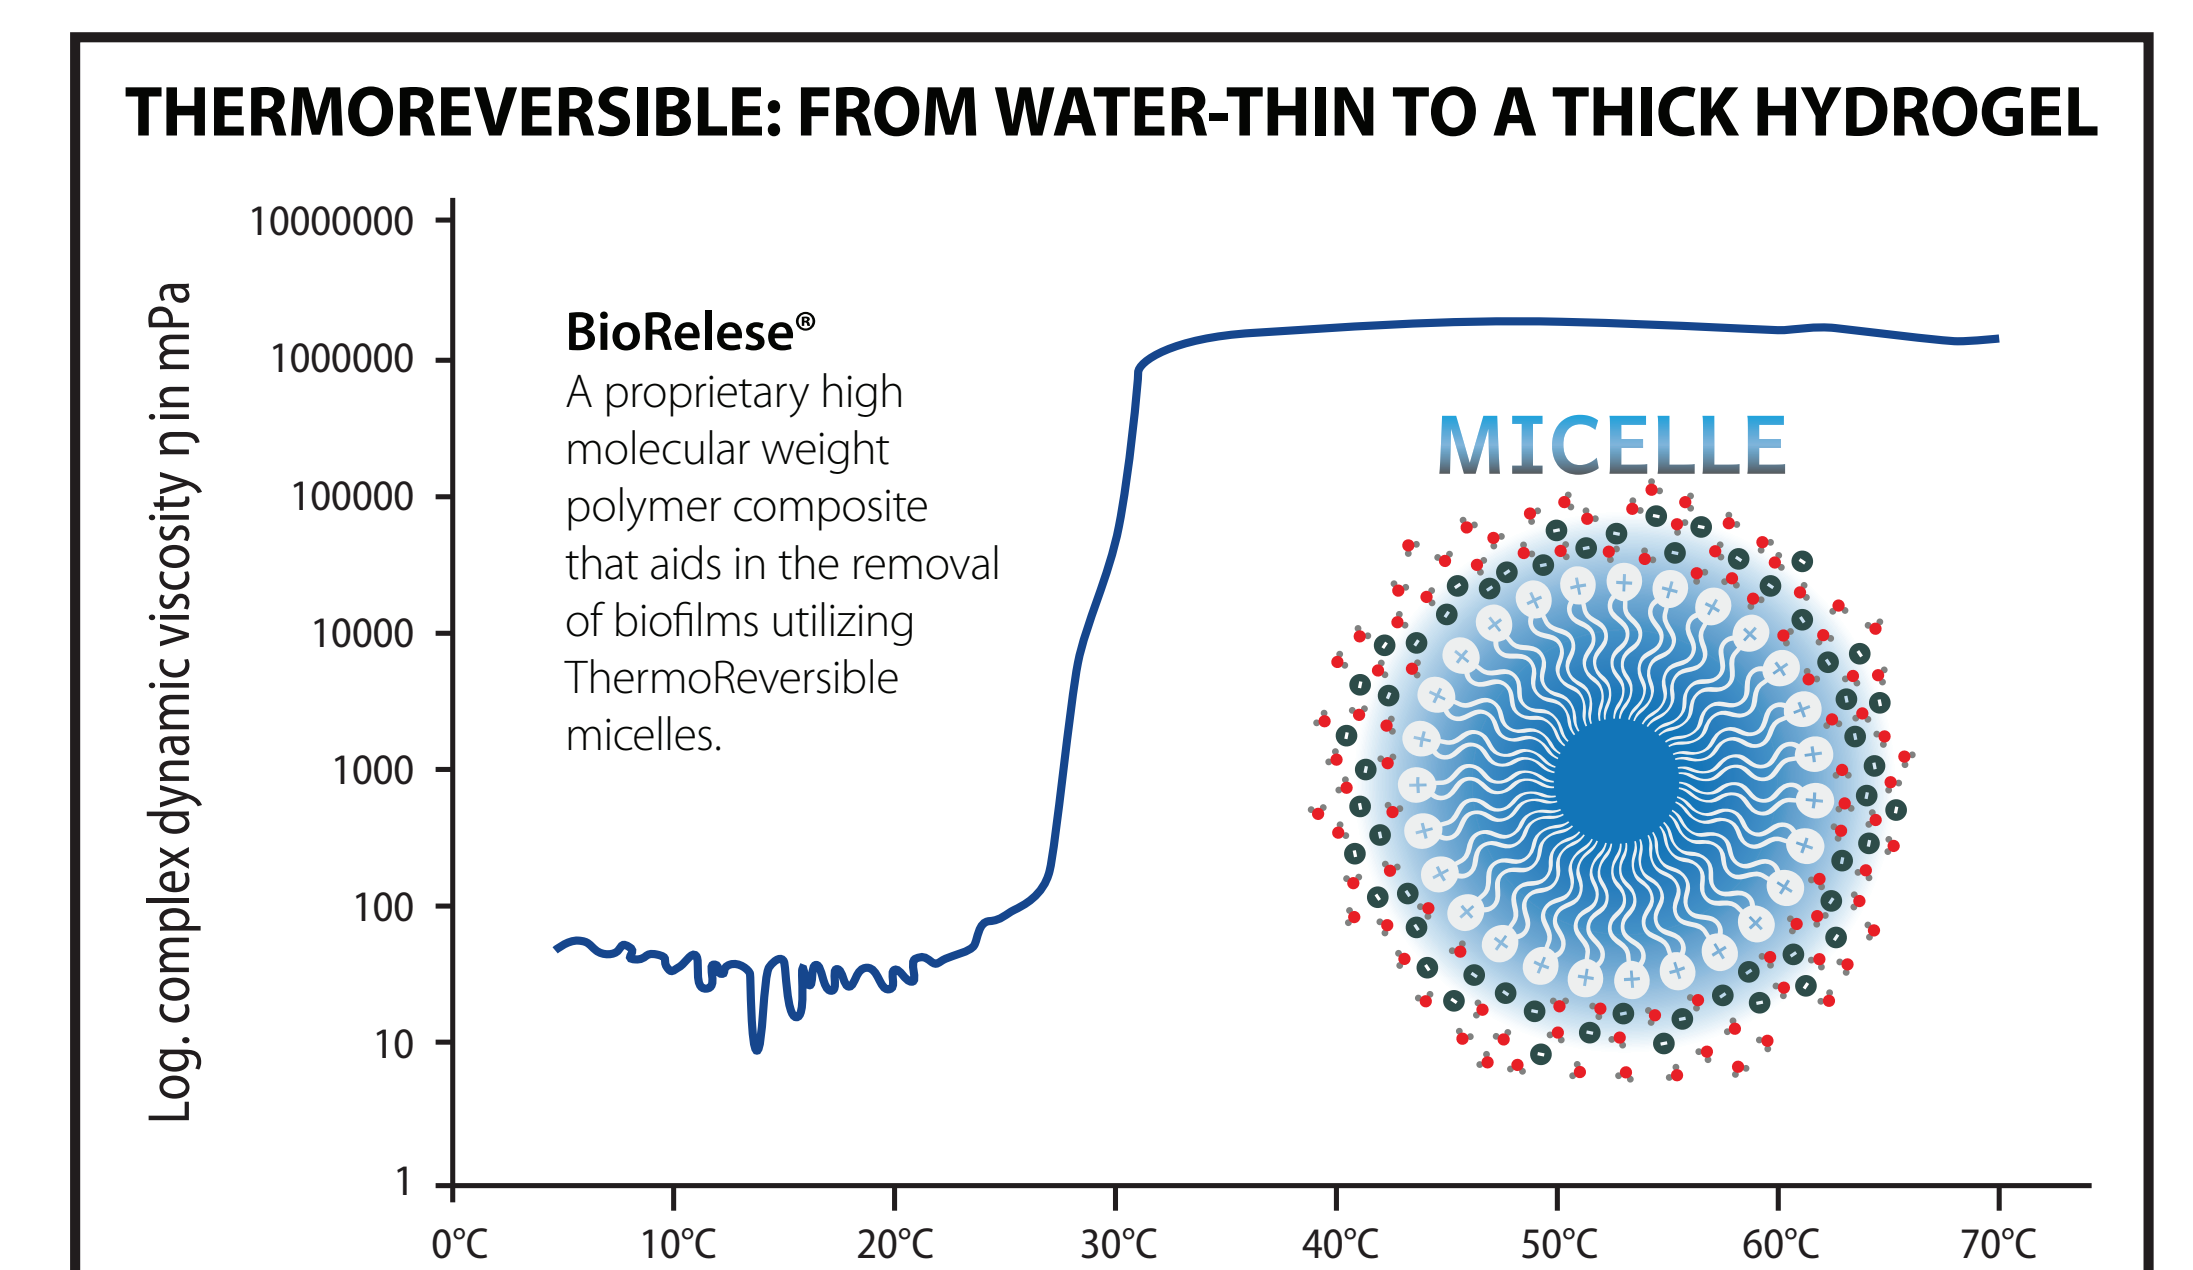 THERMOREVERSIBLE: FROM WATER-THIN TO A THICK HYDROGEL
Log. complex dynamic viscosity η in mPa
10000000
1000000
100000
10000
1000
100
10
1
BioRelese®
A proprietary high
molecular weight
polymer composite
that aids in the removal
of biofilms utilizing
ThermoReversible
micelles.
MICELLE
0°C 10°C 20°C 30°C 40°C 50°C 60°C 70°C